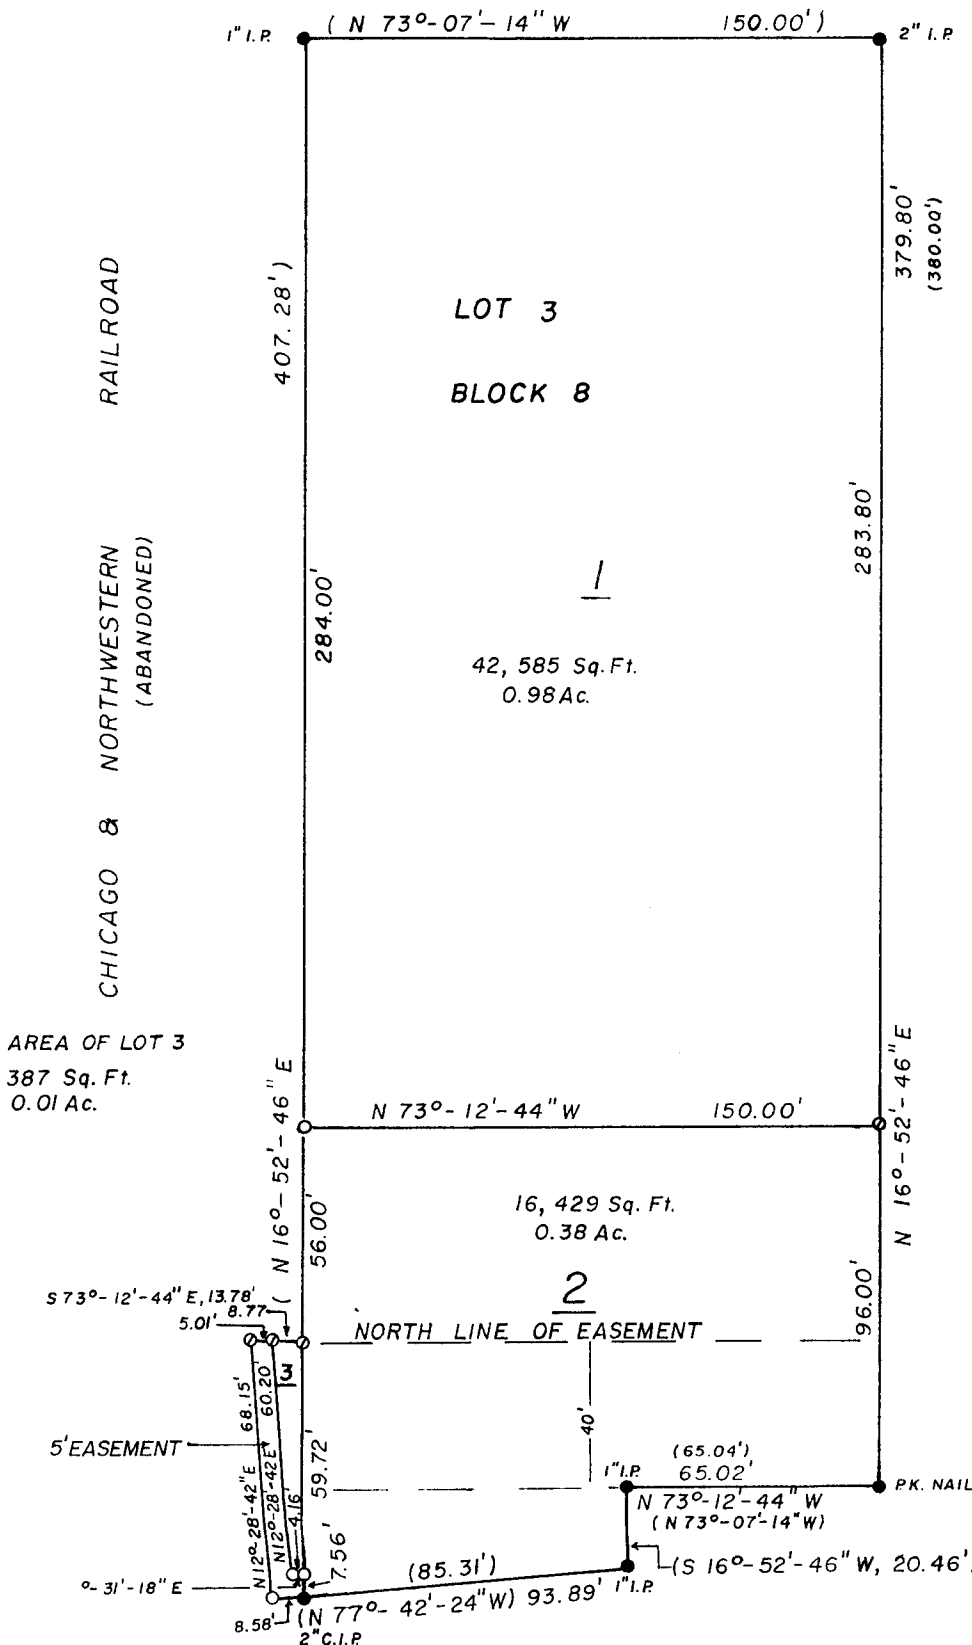 ( N 73°-07'-14" W 150.00')
1" I.P.
2" I.P.
379.80'
(380.00')
407.28')
LOT 3
BLOCK 8
CHICAGO & NORTHWESTERN RAILROAD
(ABANDONED)
284.00'
283.80'
1
42,585 Sq.Ft.
0.98 Ac.
AREA OF LOT 3
387 Sq. Ft.
0.01 Ac.
( N 16°-52'-46" E
N 16°-52'-46" E
N 73°-12'-44" W 150.00'
56.00'
16,429 Sq. Ft.
0.38 Ac.
96.00'
2
S 73°-12'-44" E, 13.78'
5.01' 8.77
NORTH LINE OF EASEMENT
3
68.15'
60.20'
40'
5' EASEMENT
N12°-28'-42" E
N12°-28'-42E
4.16'
59.72'
7.56'
(65.04')
65.02'
1" I.P.
P.K. NAIL
N 73°-12'-44" W
(N 73°-07'-14" W)
(S 16°-52'-46" W, 20.46'
°-31'-18" E
(85.31')
1" I.P.
8.58'
(N 77°-42'-24" W) 93.89'
2" C.I.P.